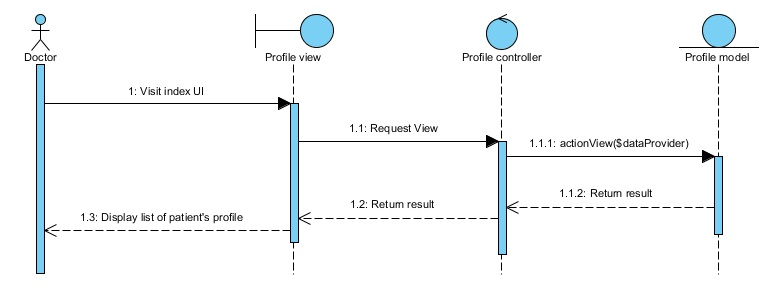 Doctor
Profile view
Profile controller
Profile model
1: Visit index UI
1.1: Request View
1.1.1: actionView($dataProvider)
1.1.2: Return result
1.2: Return result
1.3: Display list of patient's profile